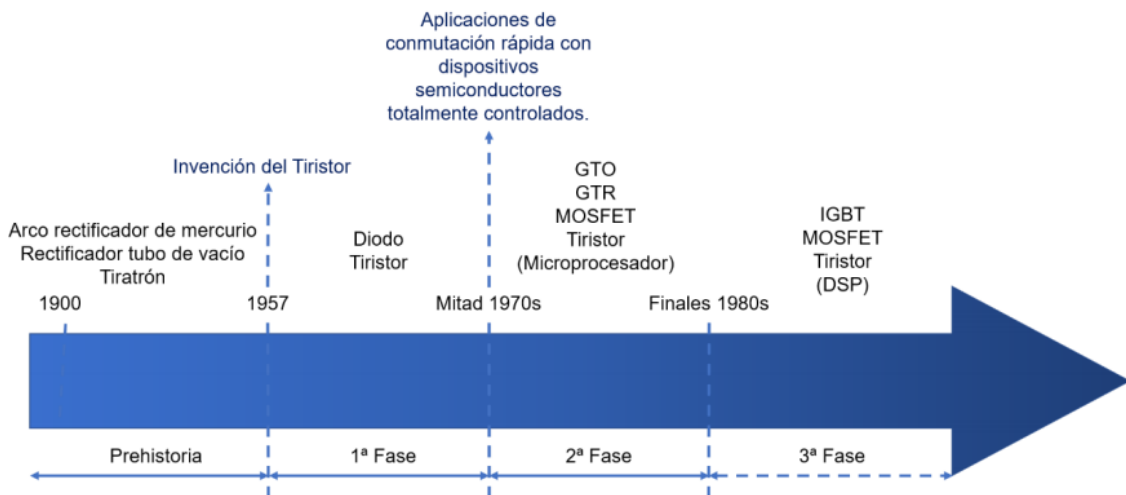 Aplicaciones de
conmutación rápida con
dispositivos
semiconductores
totalmente controlados.
Invención del Tiristor
Arco rectificador de mercurio
Rectificador tubo de vacío
Tiratrón
Diodo
Tiristor
GTO
GTR
MOSFET
Tiristor
(Microprocesador)
IGBT
MOSFET
Tiristor
(DSP)
1900
1957
Mitad 1970s
Finales 1980s
Prehistoria
1ª Fase
2ª Fase
3ª Fase